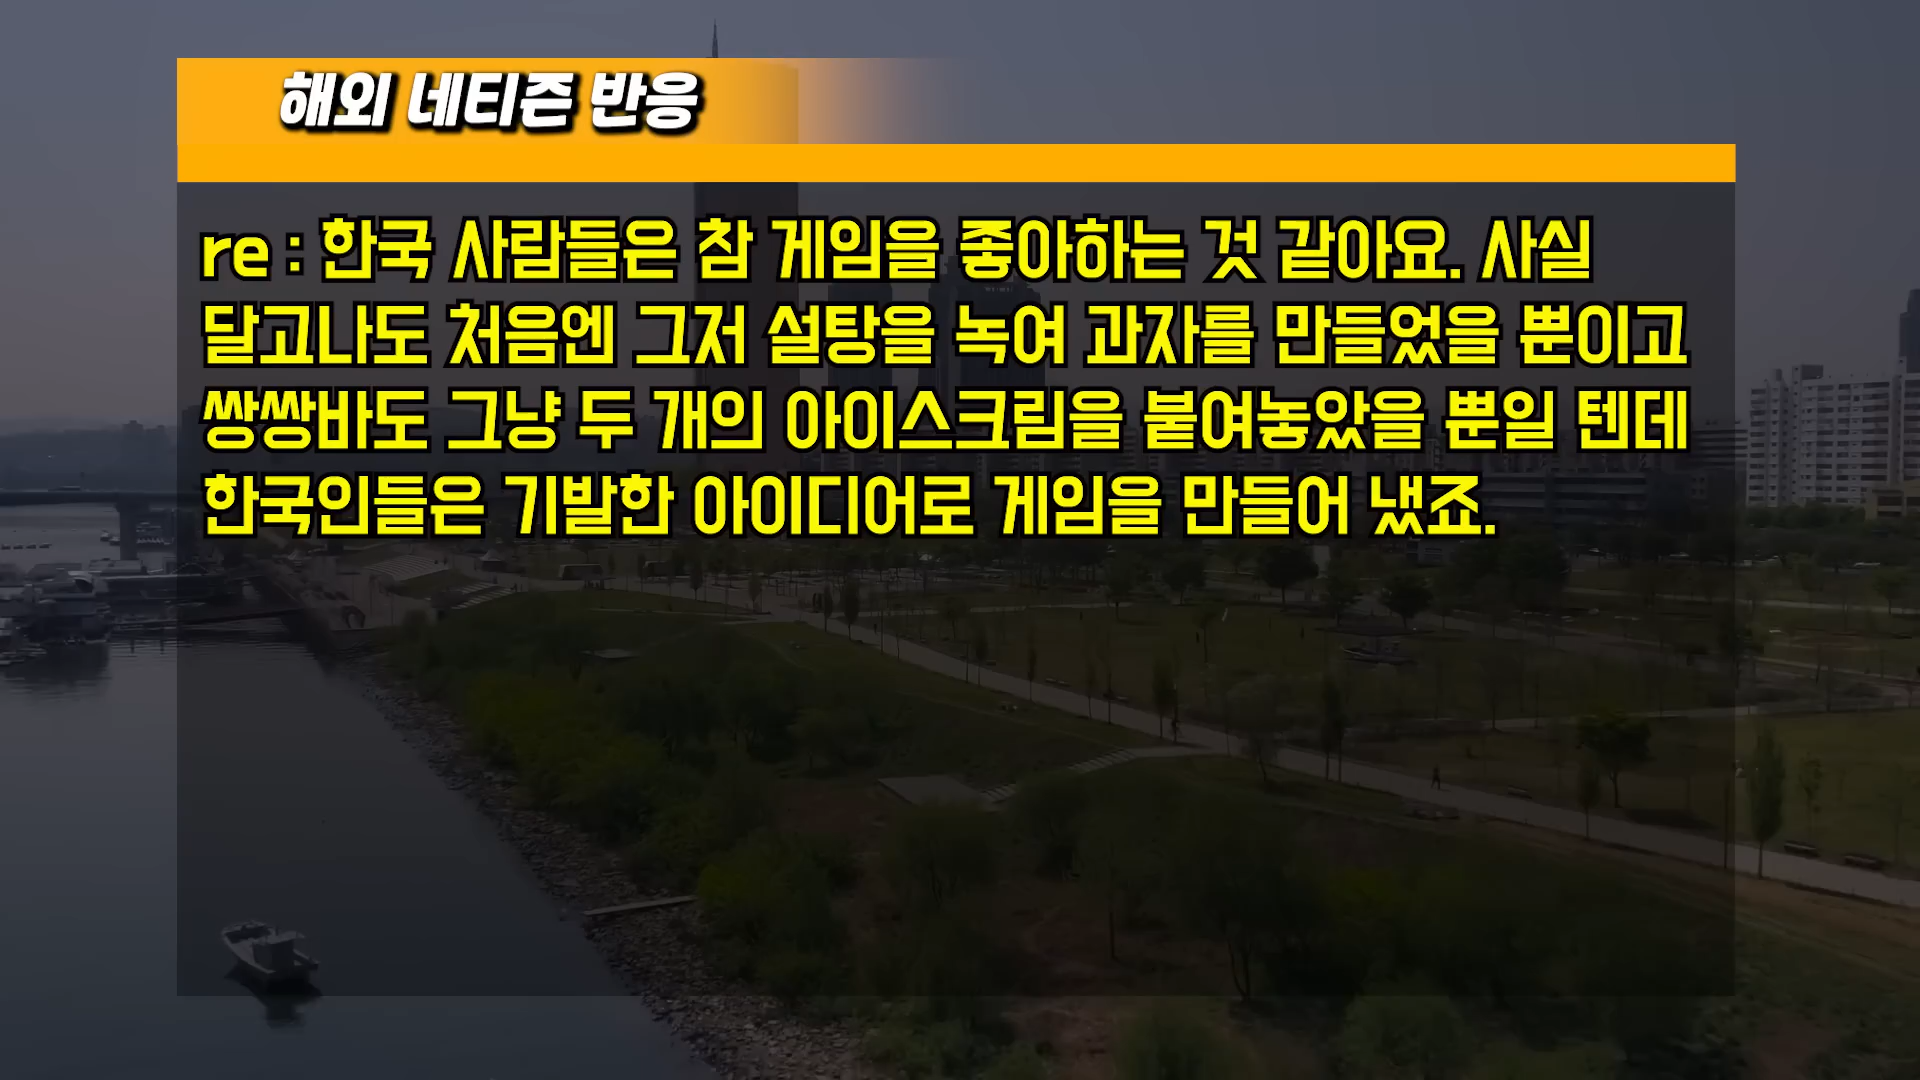 해외 네티즌 반응
re : 한국 사람들은 참 게임을 좋아하는 것 같아요. 사실
달고나도 처음엔 그저 설탕을 녹여 과자를 만들었을 뿐이고
쌍쌍바도 그냥 두 개의 아이스크림을 붙여놓았을 뿐일 텐데
한국인들은 기발한 아이디어로 게임을 만들어 냈죠.